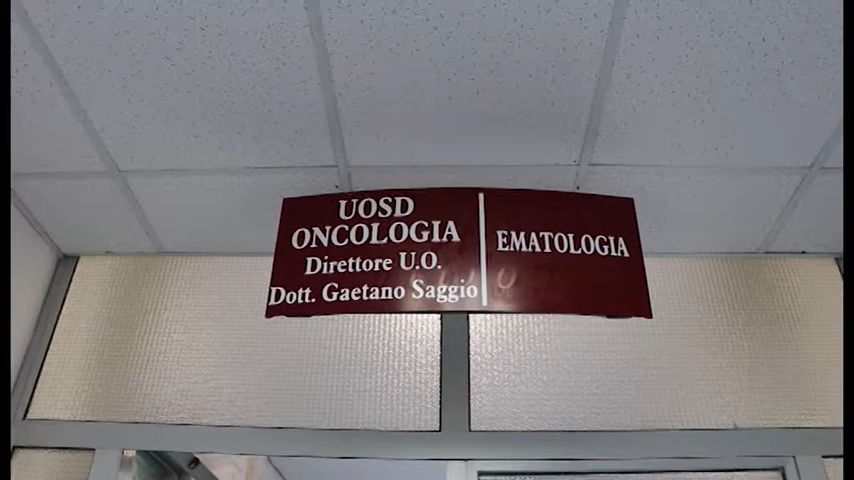 UOSD
ONCOLOGIA
Direttore U.O.
Dott. Gaetano Saggio
EMATOLOGIA